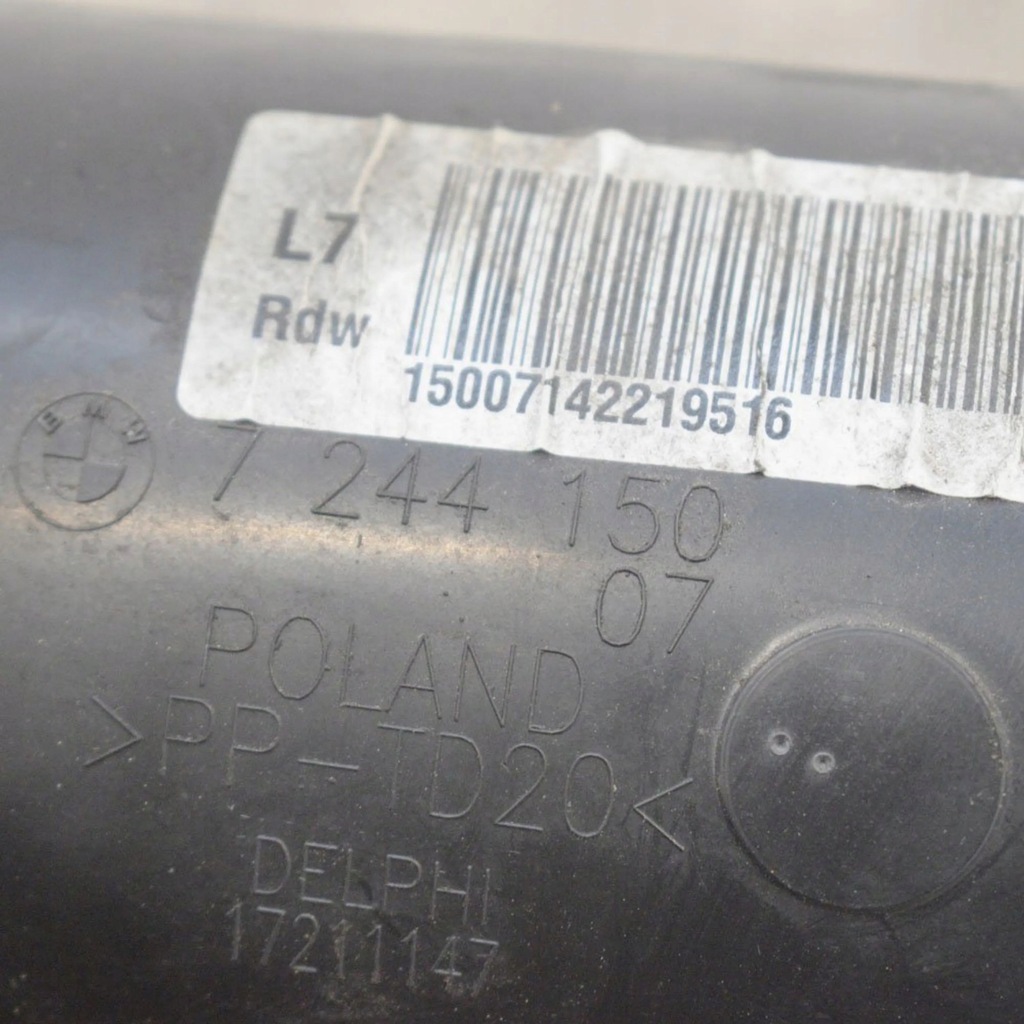 L7
Rdw
15007142219516
BMW
7 244 150
07
POLAND
>PP-TD20<
DELPHI
17211147